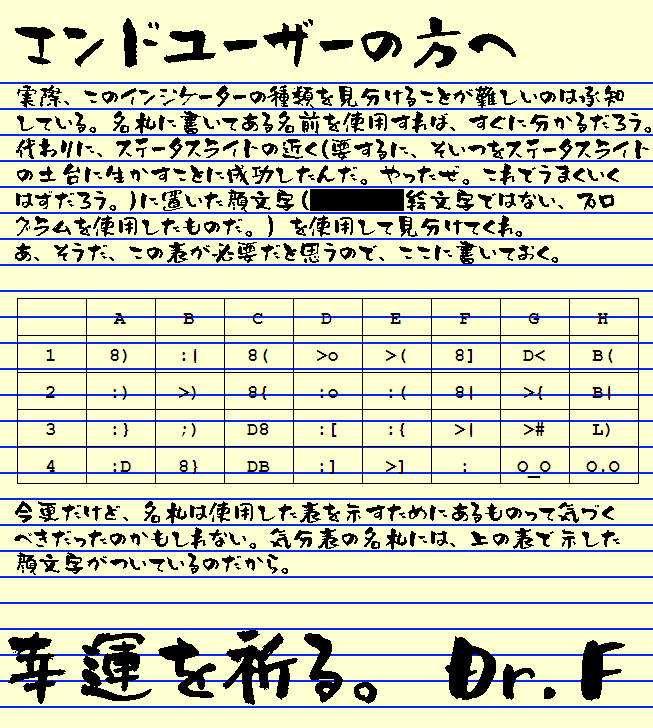 エンドユーザーの方へ
実際、このインジケーターの種類を見分けることが難しいのは承知
している。名札に書いてある名前を使用すれば、すぐに分かるだろう。
代わりに、ステータスライトの近く(要するに、そいつをステータスライト
の土台に生かすことに成功したんだ。やったぜ。これでうまくいく
はずだろう。)に置いた顔文字(絵文字ではない、プロ
グラムを使用したものだ。)を使用して見分けてくれ。
あ、そうだ、この表が必要だと思うので、ここに書いておく。
A B C D E F G H
1 8) :| 8( >o >( 8] D< B(
2 :) >) 8{ :o :( 8| >{ B|
3 :} ;) D8 :[ :{ >| ># L)
4 :D 8} DB :] >] : O_O O.O
今更だけど、名札は使用した表を示すためにあるものって気づく
べきだったのかもしれない。気分表の名札には、上の表で示した
顔文字がついているのだから。
幸運を祈る。 Dr.F